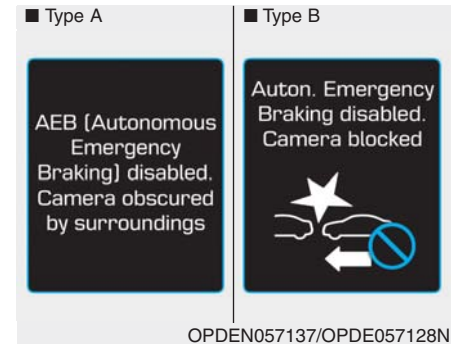 ■ Type A
■ Type B
AEB (Autonomous
Emergency
Braking) disabled.
Camera obscured
by surroundings
Auton. Emergency
Braking disabled.
Camera blocked
OPDEN057137/OPDE057128N